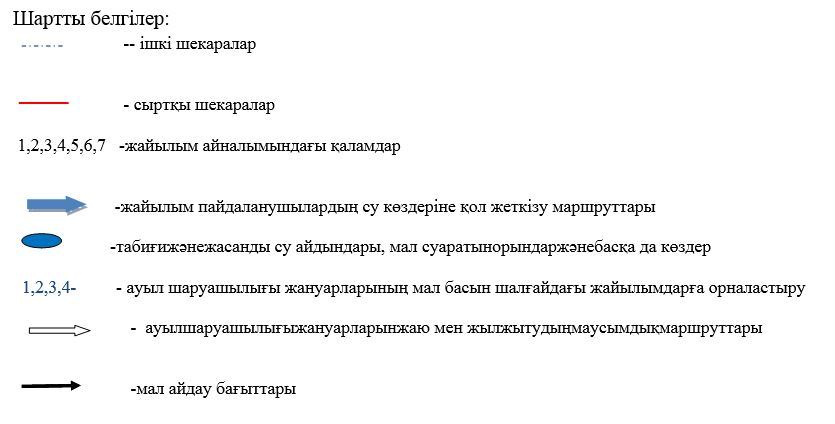 Шартты белгілер:
-- ішкі шекаралар
- сыртқы шекаралар
1,2,3,4,5,6,7 -жайылым айналымындағы қаламдар
-жайылым пайдаланушылардың су көздеріне қол жеткізу маршруттары
-табиғижәнежасанды су айдындары, мал суаратынорындаржәнебасқа да көздер
1,2,3,4- - ауыл шаруашылығы жануарларының мал басын шалғайдағы жайылымдарға орналастыру
- ауылшаруашылығыжануарларынжаю мен жылжытудыңмаусымдықмаршруттары
-мал айдау бағыттары